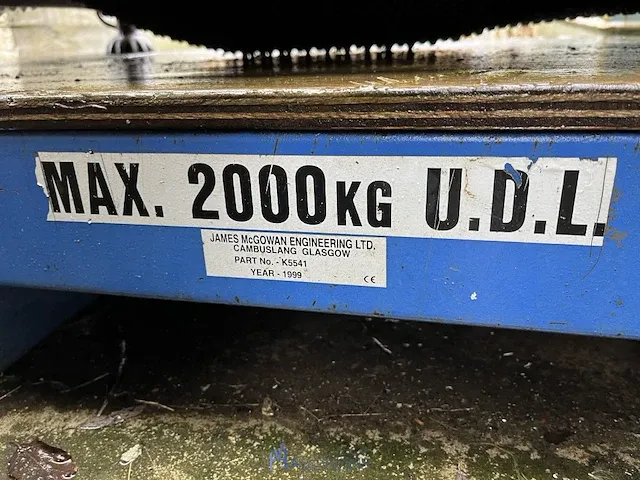 MAX. 2000KG U.D.L.
JAMES McGOWAN ENGINEERING LTD.
CAMBUSLANG GLASGOW
PART No. - K5541
YEAR - 1999 CE